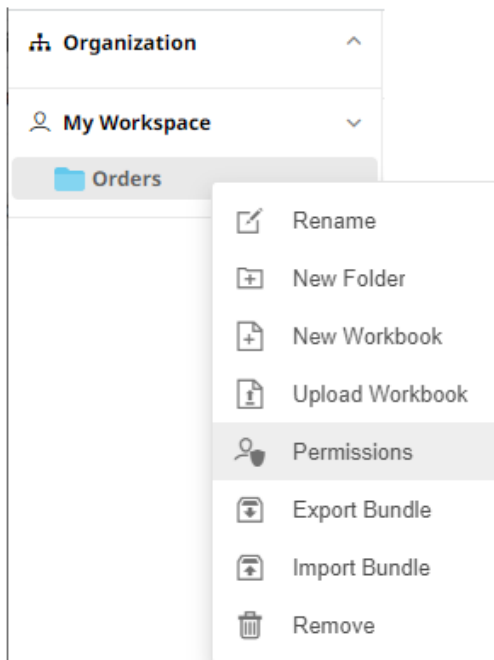 Organization
My Workspace
Orders
Rename
New Folder
New Workbook
Upload Workbook
Permissions
Export Bundle
Import Bundle
Remove